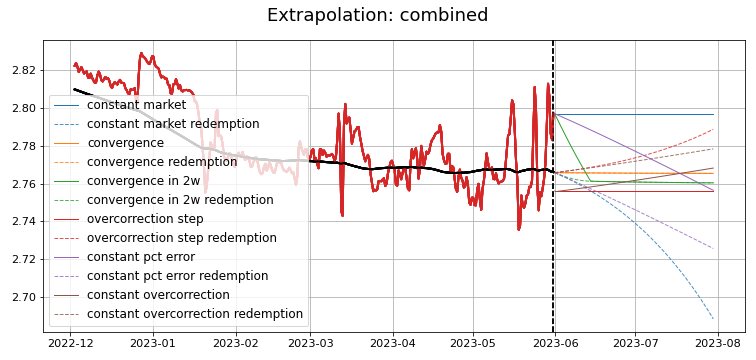 Extrapolation: combined
2.82
2.80
2.78
2.76
2.74
2.72
2.70
constant market
constant market redemption
convergence
convergence redemption
convergence in 2w
convergence in 2w redemption
overcorrection step
overcorrection step redemption
constant pct error
constant pct error redemption
constant overcorrection
constant overcorrection redemption
2022-12 2023-01 2023-02 2023-03 2023-04 2023-05 2023-06 2023-07 2023-08